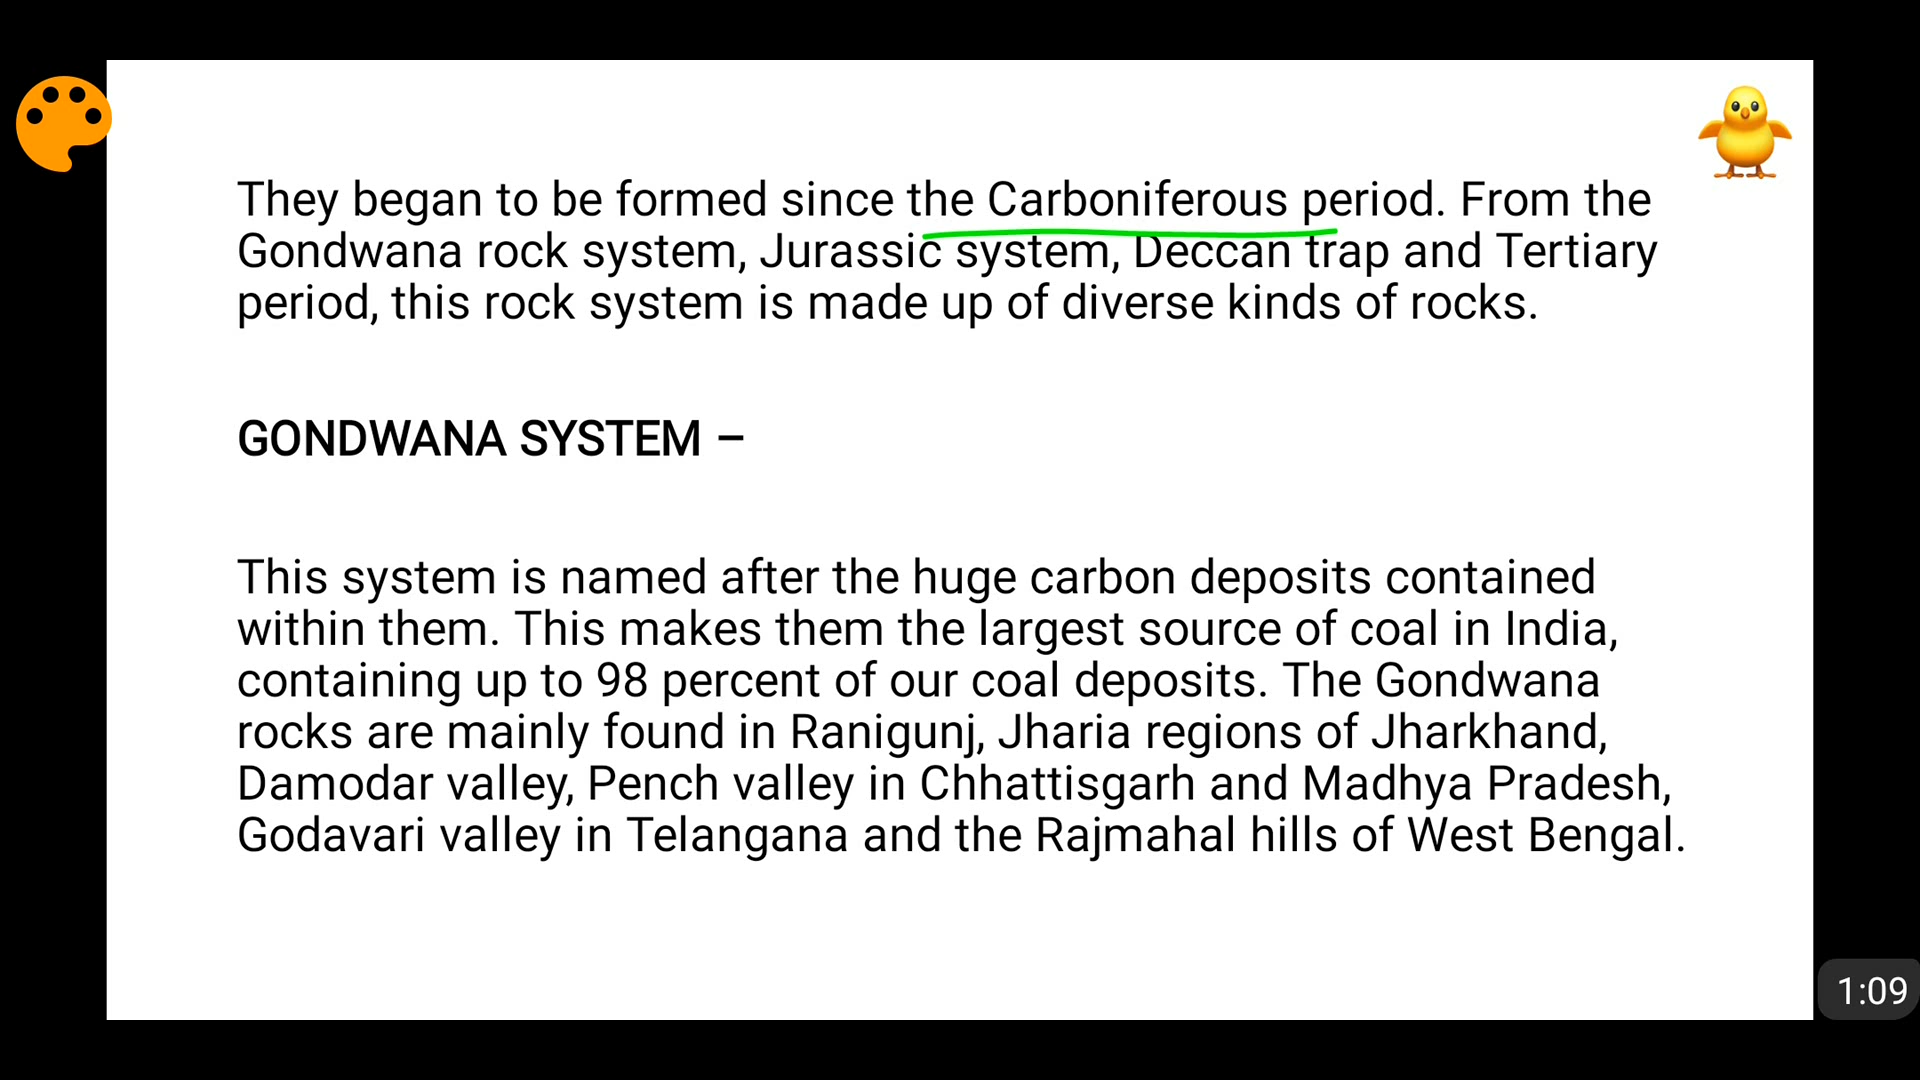 They began to be formed since the Carboniferous period. From the
Gondwana rock system, Jurassic system, Deccan trap and Tertiary
period, this rock system is made up of diverse kinds of rocks.
GONDWANA SYSTEM –
This system is named after the huge carbon deposits contained
within them. This makes them the largest source of coal in India,
containing up to 98 percent of our coal deposits. The Gondwana
rocks are mainly found in Ranigunj, Jharia regions of Jharkhand,
Damodar valley, Pench valley in Chhattisgarh and Madhya Pradesh,
Godavari valley in Telangana and the Rajmahal hills of West Bengal.
1:09